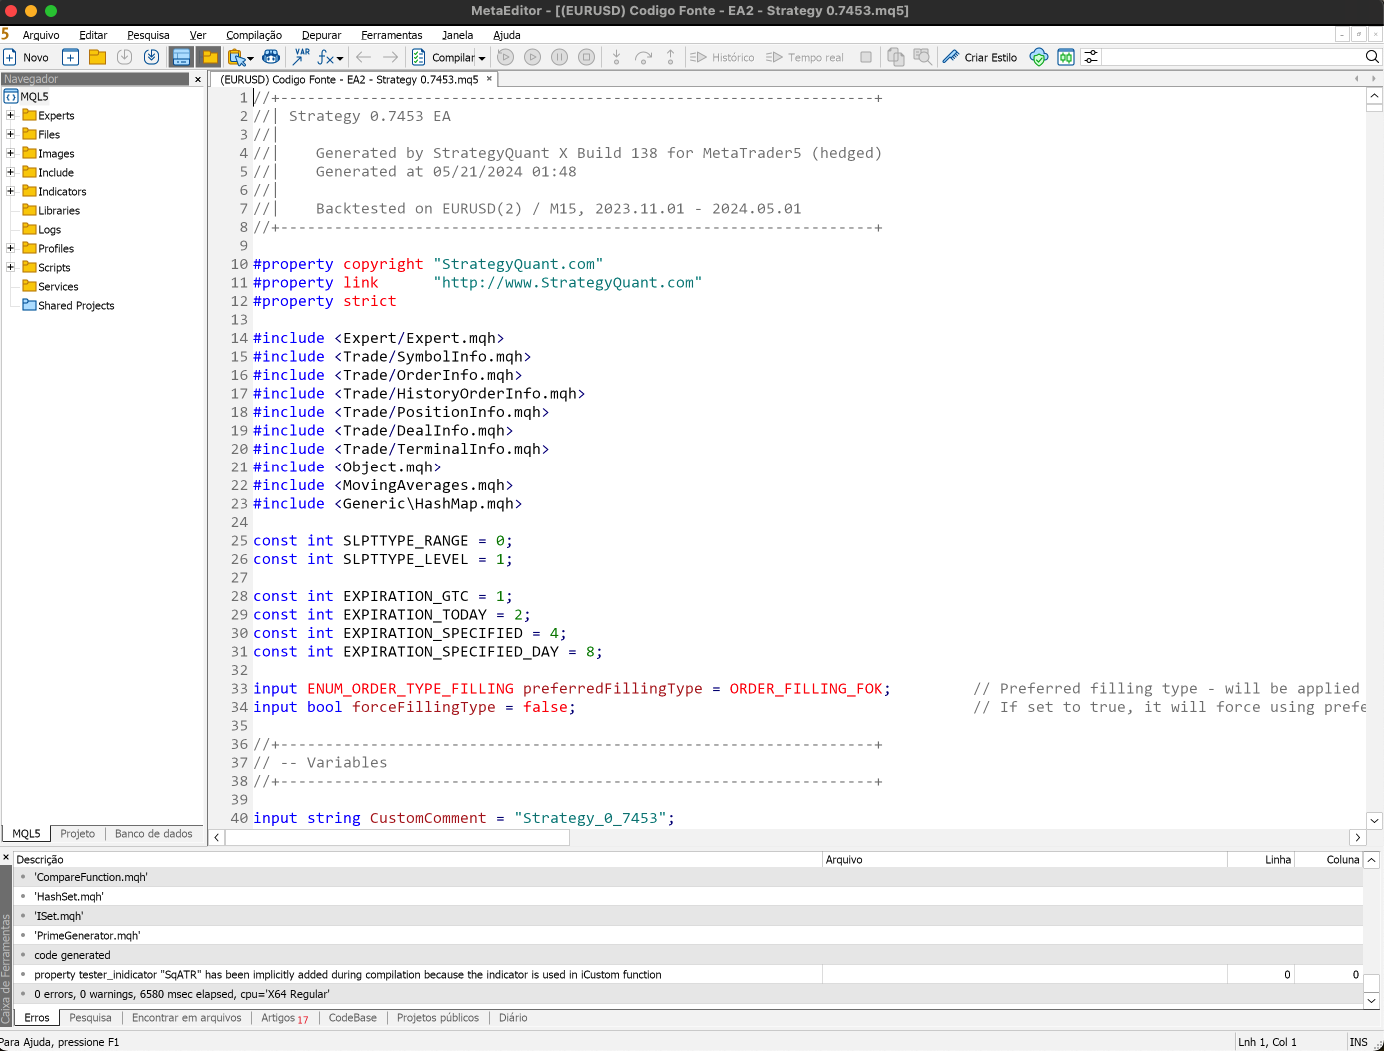 MetaEditor - [(EURUSD) Codigo Fonte - EA2 - Strategy 0.7453.mq5]
5 Arquivo Editar Pesquisa Ver Compilação Depurar Ferramentas Janela Ajuda
Novo VAR Compilar Histórico Tempo real Criar Estilo
Navegador
(EURUSD) Codigo Fonte - EA2 - Strategy 0.7453.mq5
MQL5
Experts
Files
Images
Include
Indicators
Libraries
Logs
Profiles
Scripts
Services
Shared Projects
MQL5 Projeto Banco de dados
1 //+------------------------------------------------------------------+
2 //| Strategy 0.7453 EA
3 //|
4 //|    Generated by StrategyQuant X Build 138 for MetaTrader5 (hedged)
5 //|    Generated at 05/21/2024 01:48
6 //|
7 //|    Backtested on EURUSD(2) / M15, 2023.11.01 - 2024.05.01
8 //+------------------------------------------------------------------+
9
10 #property copyright "StrategyQuant.com"
11 #property link      "http://www.StrategyQuant.com"
12 #property strict
13
14 #include <Expert/Expert.mqh>
15 #include <Trade/SymbolInfo.mqh>
16 #include <Trade/OrderInfo.mqh>
17 #include <Trade/HistoryOrderInfo.mqh>
18 #include <Trade/PositionInfo.mqh>
19 #include <Trade/DealInfo.mqh>
20 #include <Trade/TerminalInfo.mqh>
21 #include <Object.mqh>
22 #include <MovingAverages.mqh>
23 #include <Generic\HashMap.mqh>
24
25 const int SLPTTYPE_RANGE = 0;
26 const int SLPTTYPE_LEVEL = 1;
27
28 const int EXPIRATION_GTC = 1;
29 const int EXPIRATION_TODAY = 2;
30 const int EXPIRATION_SPECIFIED = 4;
31 const int EXPIRATION_SPECIFIED_DAY = 8;
32
33 input ENUM_ORDER_TYPE_FILLING preferredFillingType = ORDER_FILLING_FOK;         // Preferred filling type - will be applied
34 input bool forceFillingType = false;                                            // If set to true, it will force using prefe
35
36 //+------------------------------------------------------------------+
37 // -- Variables
38 //+------------------------------------------------------------------+
39
40 input string CustomComment = "Strategy_0_7453";
Descrição Arquivo Linha Coluna
'CompareFunction.mqh'
'HashSet.mqh'
'ISet.mqh'
'PrimeGenerator.mqh'
code generated
property tester_inidicator "SqATR" has been implicitly added during compilation because the indicator is used in iCustom function 0 0
0 errors, 0 warnings, 6580 msec elapsed, cpu='X64 Regular'
Caixa de Ferramentas
Erros Pesquisa Encontrar em arquivos Artigos 17 CodeBase Projetos públicos Diário
Para Ajuda, pressione F1 Lnh 1, Col 1 INS